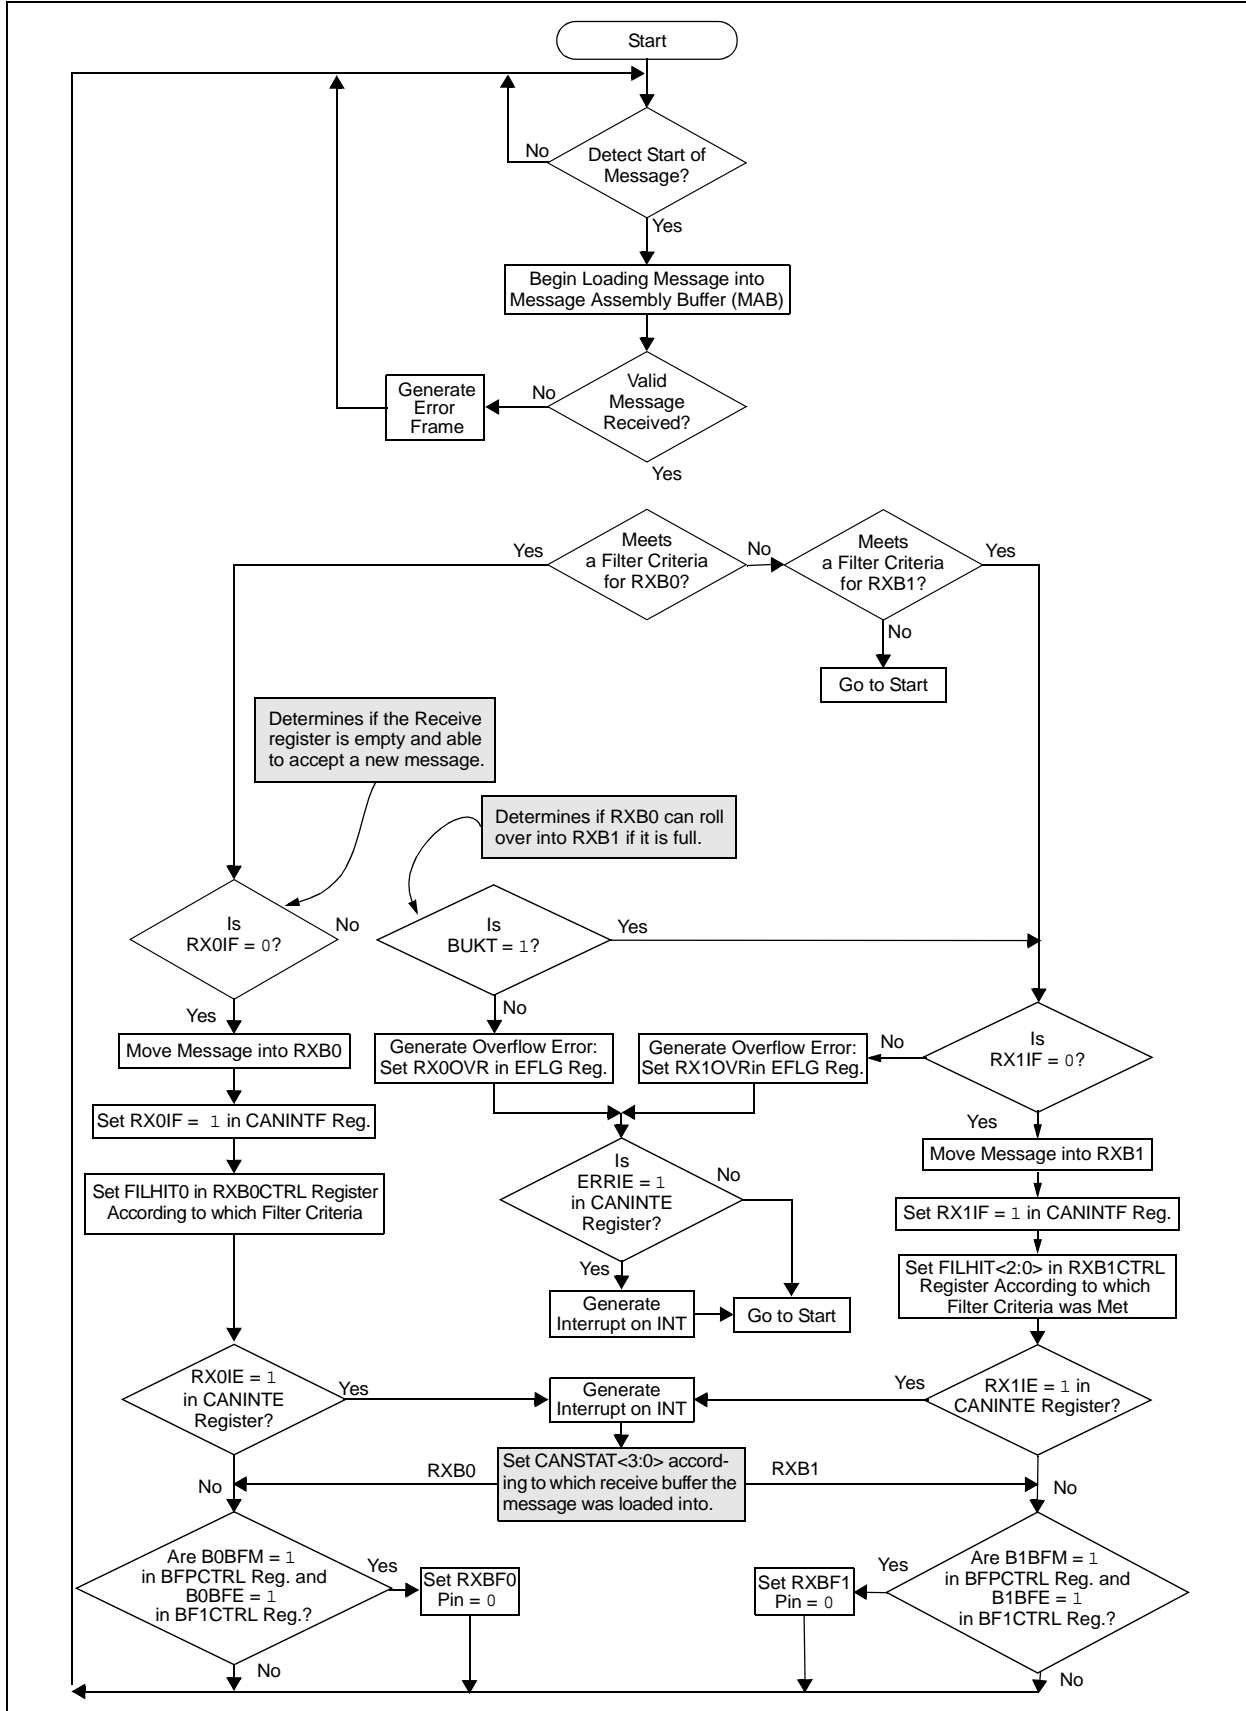 Start
Detect Start of
Message?
No
Yes
Begin Loading Message into
Message Assembly Buffer (MAB)
Valid
Message
Received?
No
Generate
Error
Frame
Yes
Meets
a Filter Criteria
for RXB0?
Yes
No
Meets
a Filter Criteria
for RXB1?
Yes
No
Go to Start
Determines if the Receive
register is empty and able
to accept a new message.
Determines if RXB0 can roll
over into RXB1 if it is full.
Is
RX0IF = 0?
No
Is
BUKT = 1?
Yes
Yes
No
Move Message into RXB0
Generate Overflow Error:
Set RX0OVR in EFLG Reg.
Generate Overflow Error:
Set RX1OVRin EFLG Reg.
No
Is
RX1IF = 0?
Set RX0IF = 1 in CANINTF Reg.
Yes
Move Message into RXB1
Set FILHIT0 in RXB0CTRL Register
According to which Filter Criteria
Is
ERRIE = 1
in CANINTE
Register?
No
Set RX1IF = 1 in CANINTF Reg.
Yes
Generate
Interrupt on INT
Go to Start
Set FILHIT<2:0> in RXB1CTRL
Register According to which
Filter Criteria was Met
RX0IE = 1
in CANINTE
Register?
Yes
Generate
Interrupt on INT
Yes
RX1IE = 1 in
CANINTE Register?
No
RXB0
Set CANSTAT<3:0> accord-
ing to which receive buffer the
message was loaded into.
RXB1
No
Are B0BFM = 1
in BFPCTRL Reg. and
B0BFE = 1
in BF1CTRL Reg.?
Yes
Set RXBF0
Pin = 0
Set RXBF1
Pin = 0
Yes
Are B1BFM = 1
in BFPCTRL Reg. and
B1BFE = 1
in BF1CTRL Reg.?
No
No